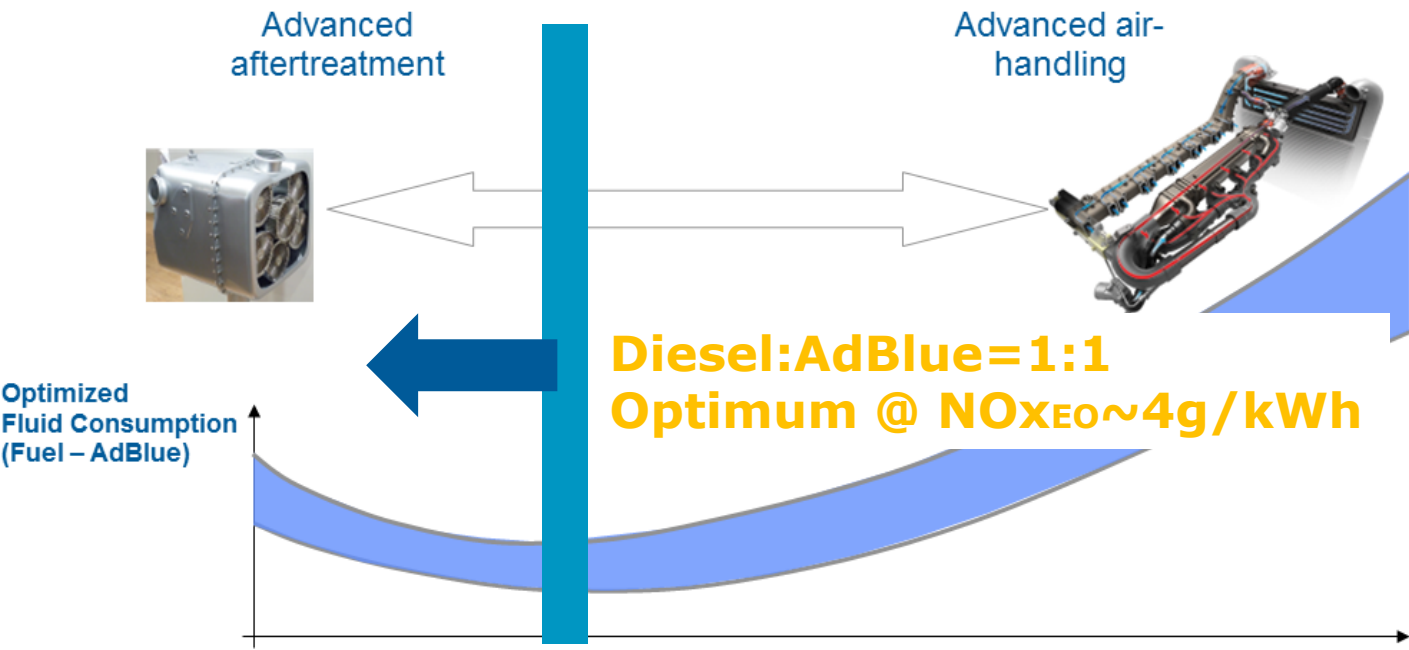 Advanced
aftertreatment
Advanced air-
handling
Diesel:AdBlue=1:1
Optimum @ NOxEO~4g/kWh
Optimized
Fluid Consumption
(Fuel – AdBlue)